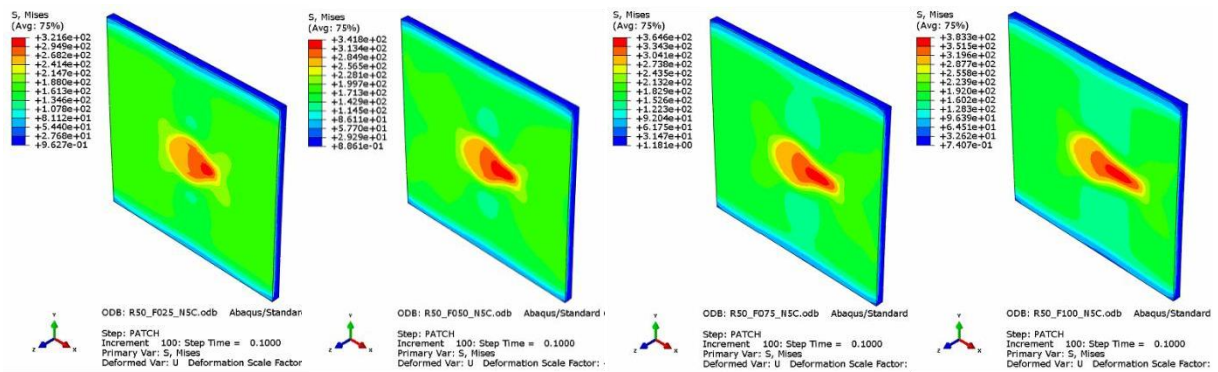 S, Mises
(Avg: 75%)
+3.216e+02
+2.949e+02
+2.682e+02
+2.414e+02
+2.147e+02
+1.880e+02
+1.613e+02
+1.346e+02
+1.078e+02
+8.112e+01
+5.440e+01
+2.768e+01
+9.627e-01
ODB: R50_F025_N5C.odb Abaqus/Standard
Step: PATCH
Increment 100: Step Time = 0.1000
Primary Var: S, Mises
Deformed Var: U Deformation Scale Factor:
Y
Z
X
S, Mises
(Avg: 75%)
+3.418e+02
+3.134e+02
+2.849e+02
+2.565e+02
+2.281e+02
+1.997e+02
+1.713e+02
+1.429e+02
+1.145e+02
+8.611e+01
+5.770e+01
+2.929e+01
+8.861e-01
ODB: R50_F050_N5C.odb Abaqus/Standard
Step: PATCH
Increment 100: Step Time = 0.1000
Primary Var: S, Mises
Deformed Var: U Deformation Scale Factor:
Y
Z
X
S, Mises
(Avg: 75%)
+3.646e+02
+3.343e+02
+3.041e+02
+2.738e+02
+2.435e+02
+2.132e+02
+1.829e+02
+1.526e+02
+1.223e+02
+9.204e+01
+6.175e+01
+3.147e+01
+1.181e+00
ODB: R50_F075_N5C.odb Abaqus/Standard
Step: PATCH
Increment 100: Step Time = 0.1000
Primary Var: S, Mises
Deformed Var: U Deformation Scale Factor:
Y
Z
X
S, Mises
(Avg: 75%)
+3.833e+02
+3.515e+02
+3.196e+02
+2.877e+02
+2.558e+02
+2.239e+02
+1.920e+02
+1.602e+02
+1.283e+02
+9.639e+01
+6.451e+01
+3.262e+01
+7.407e-01
ODB: R50_F100_N5C.odb Abaqus/Standard
Step: PATCH
Increment 100: Step Time = 0.1000
Primary Var: S, Mises
Deformed Var: U Deformation Scale Factor:
Y
Z
X